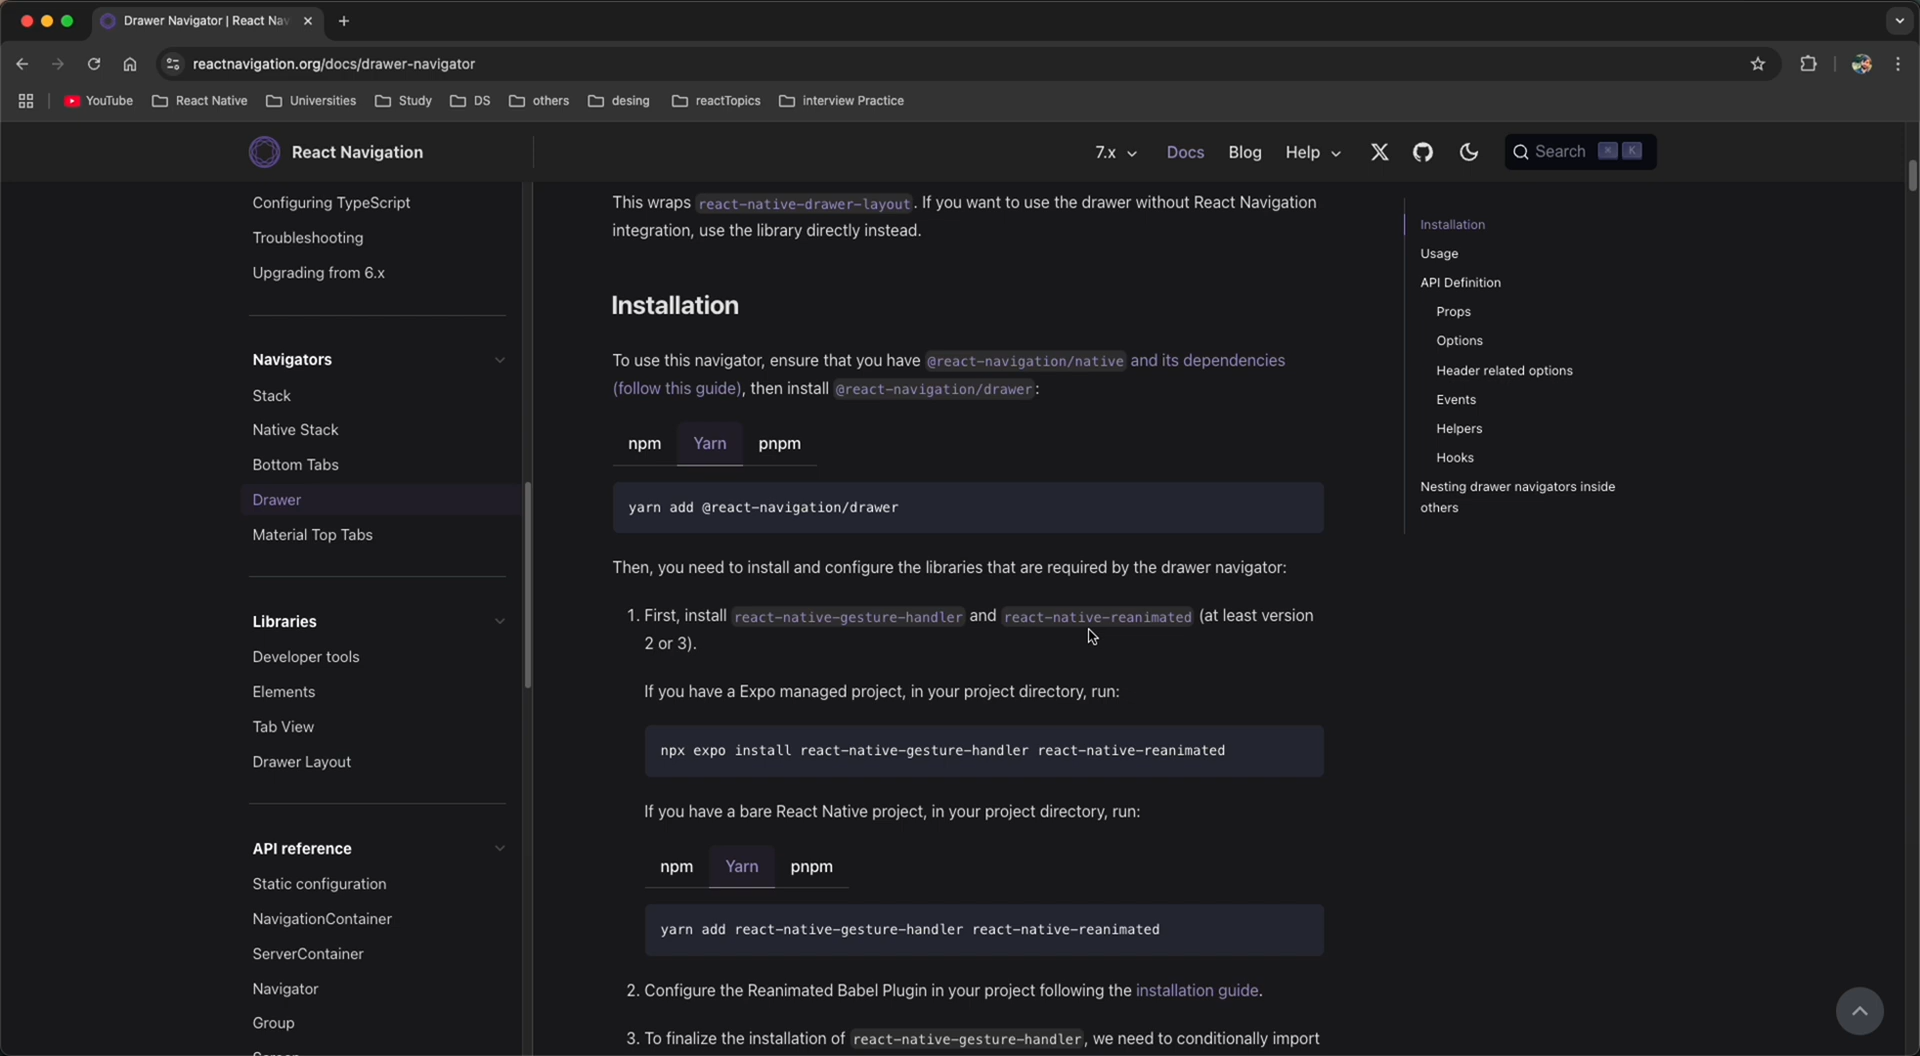 Drawer Navigator | React Nav
reactnavigation.org/docs/drawer-navigator
YouTube
React Native
Universities
Study
DS
others
desing
reactTopics
interview Practice
React Navigation
7.x
Docs
Blog
Help
Search
K
Configuring TypeScript
Troubleshooting
Upgrading from 6.x
Navigators
Stack
Native Stack
Bottom Tabs
Drawer
Material Top Tabs
Libraries
Developer tools
Elements
Tab View
Drawer Layout
API reference
Static configuration
NavigationContainer
ServerContainer
Navigator
Group
This wraps react-native-drawer-layout. If you want to use the drawer without React Navigation
integration, use the library directly instead.
Installation
To use this navigator, ensure that you have @react-navigation/native and its dependencies
(follow this guide), then install @react-navigation/drawer:
npm
Yarn
pnpm
yarn add @react-navigation/drawer
Then, you need to install and configure the libraries that are required by the drawer navigator:
1. First, install react-native-gesture-handler and react-native-reanimated (at least version
2 or 3).
If you have a Expo managed project, in your project directory, run:
npx expo install react-native-gesture-handler react-native-reanimated
If you have a bare React Native project, in your project directory, run:
npm
Yarn
pnpm
yarn add react-native-gesture-handler react-native-reanimated
2. Configure the Reanimated Babel Plugin in your project following the installation guide.
3. To finalize the installation of react-native-gesture-handler, we need to conditionally import
Installation
Usage
API Definition
Props
Options
Header related options
Events
Helpers
Hooks
Nesting drawer navigators inside
others